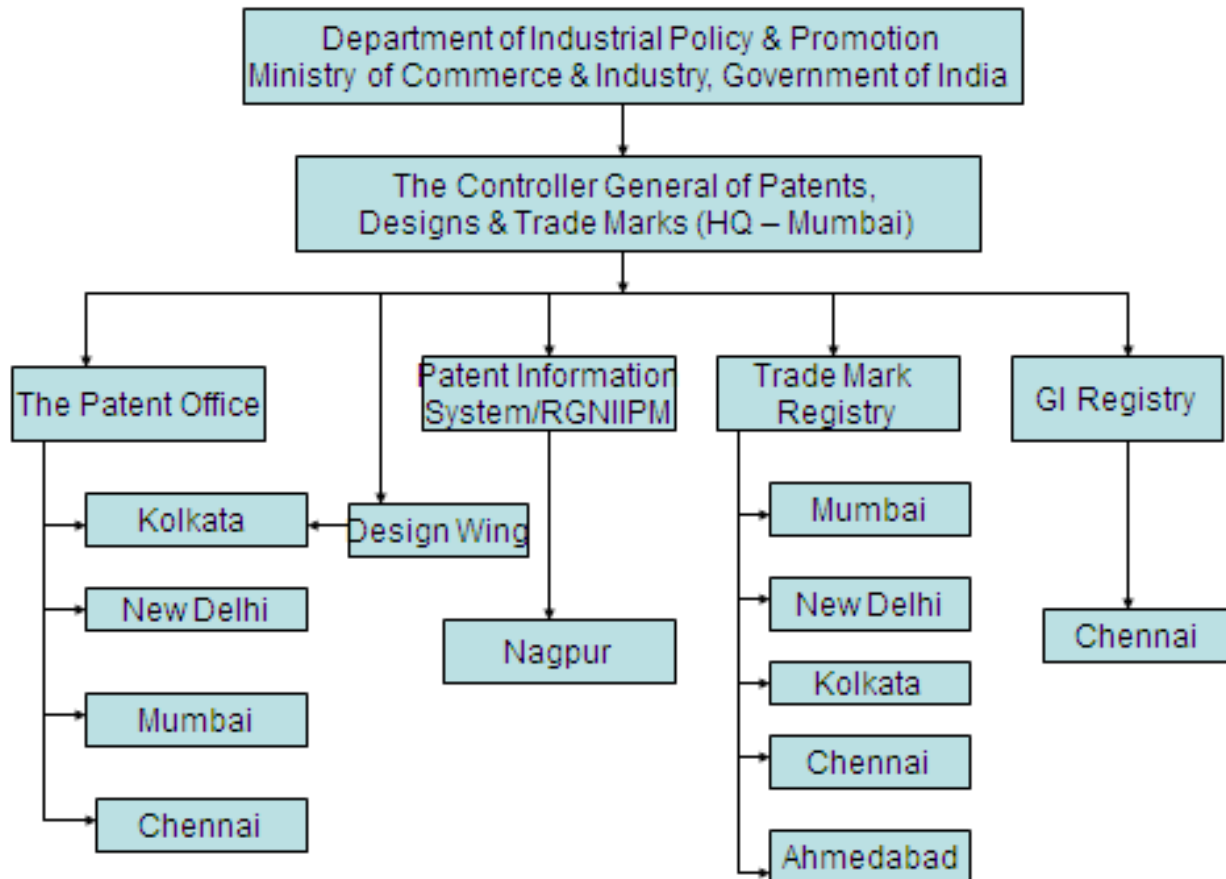 Department of Industrial Policy & Promotion
Ministry of Commerce & Industry, Government of India
The Controller General of Patents,
Designs & Trade Marks (HQ – Mumbai)
The Patent Office
Patent Information
System/RGNIIPM
Trade Mark
Registry
GI Registry
Kolkata
New Delhi
Mumbai
Chennai
Design Wing
Nagpur
Mumbai
New Delhi
Kolkata
Chennai
Ahmedabad
Chennai